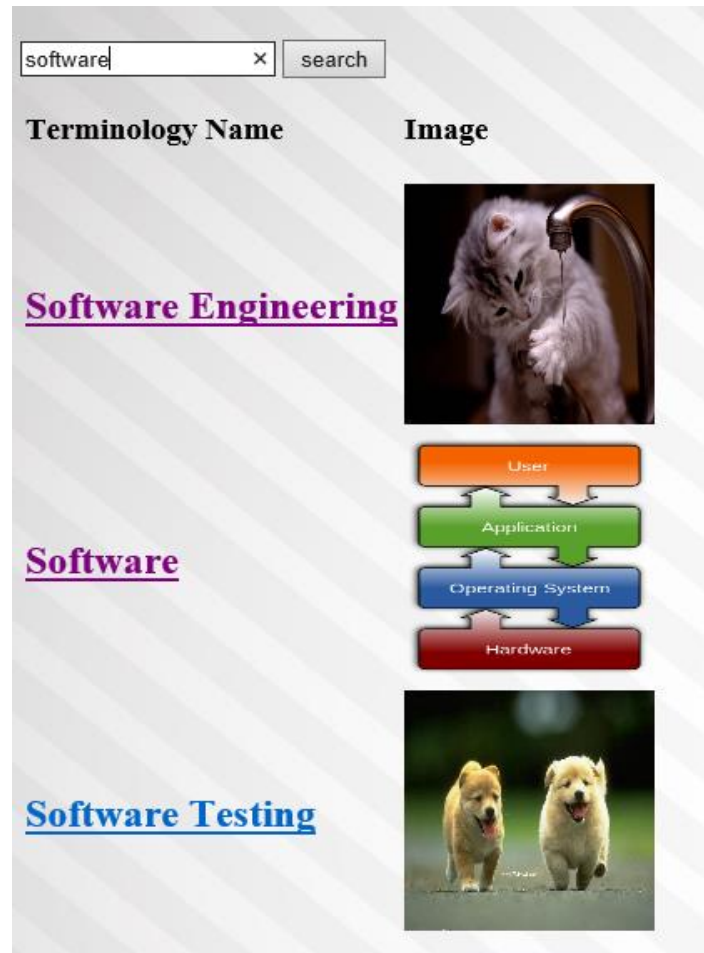 software × search
Terminology Name Image
Software Engineering
User
Application
Software
Operating System
Hardware
Software Testing